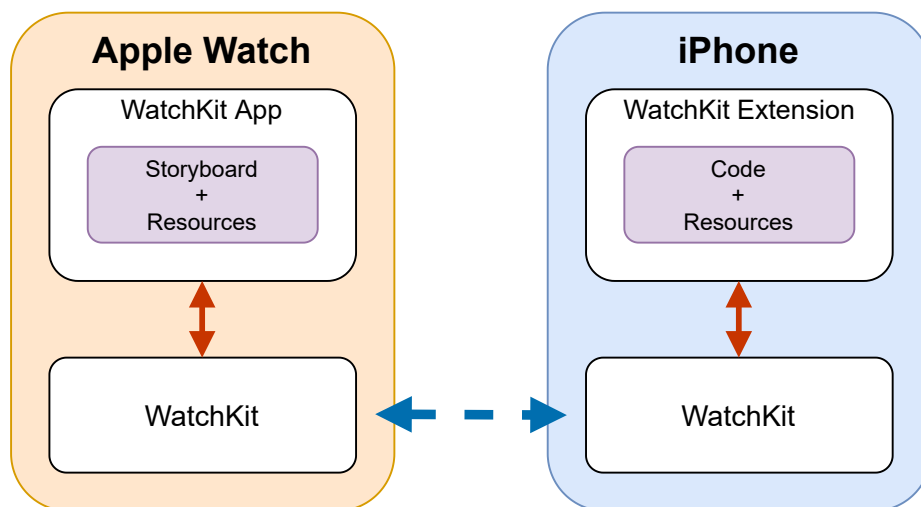 Apple Watch
WatchKit App
Storyboard
+
Resources
WatchKit
iPhone
WatchKit Extension
Code
+
Resources
WatchKit